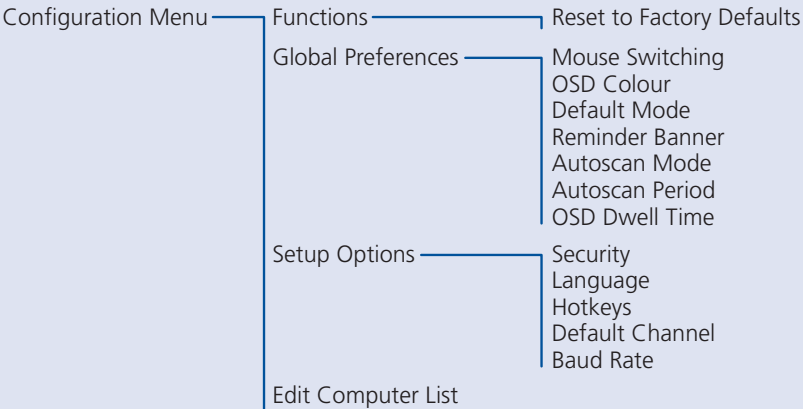 Configuration Menu Functions Reset to Factory Defaults
Global Preferences Mouse Switching
OSD Colour
Default Mode
Reminder Banner
Autoscan Mode
Autoscan Period
OSD Dwell Time
Setup Options Security
Language
Hotkeys
Default Channel
Baud Rate
Edit Computer List